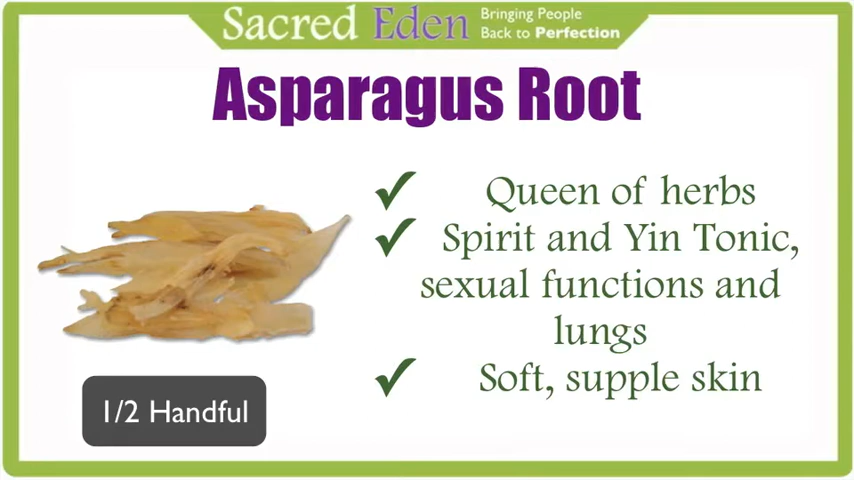 Sacred Eden
Bringing People
Back to Perfection
Asparagus Root
Queen of herbs
Spirit and Yin Tonic,
sexual functions and
lungs
Soft, supple skin
1/2 Handful